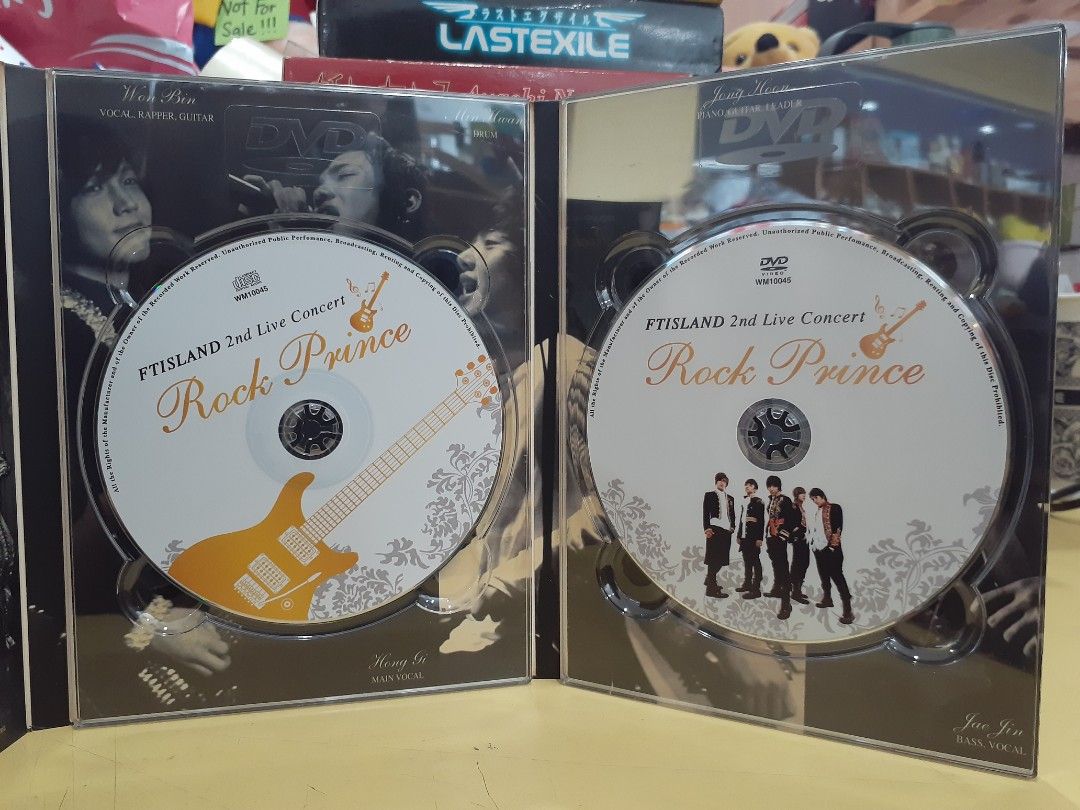 Not For
Sale !!!
ラストエグザイル
LASTEXILE
Won Bin
VOCAL, RAPPER, GUITAR
DVD
Min Hwan
DRUM
Jong Hoon
PIANO, GUITAR, LEADER
DVD
All the Rights of the Manufacturer and of the Owner of the Recorded Work Reserved. Unauthorized Public Perfomance, Broadcasting, Renting and Copring of this Disc Prohibited.
WM10045
FTISLAND 2nd Live Concert
Rock Prince
All the Rights of the Manufacturer and of the Owner of the Recorded Work Reserved. Unauthorized Public Perfomance, Broadcasting, Renting and Copring of this Disc Prohibited.
DVD
VIDEO
WM10045
FTISLAND 2nd Live Concert
Rock Prince
Hong Gi
MAIN VOCAL
Jae Jin
BASS, VOCAL